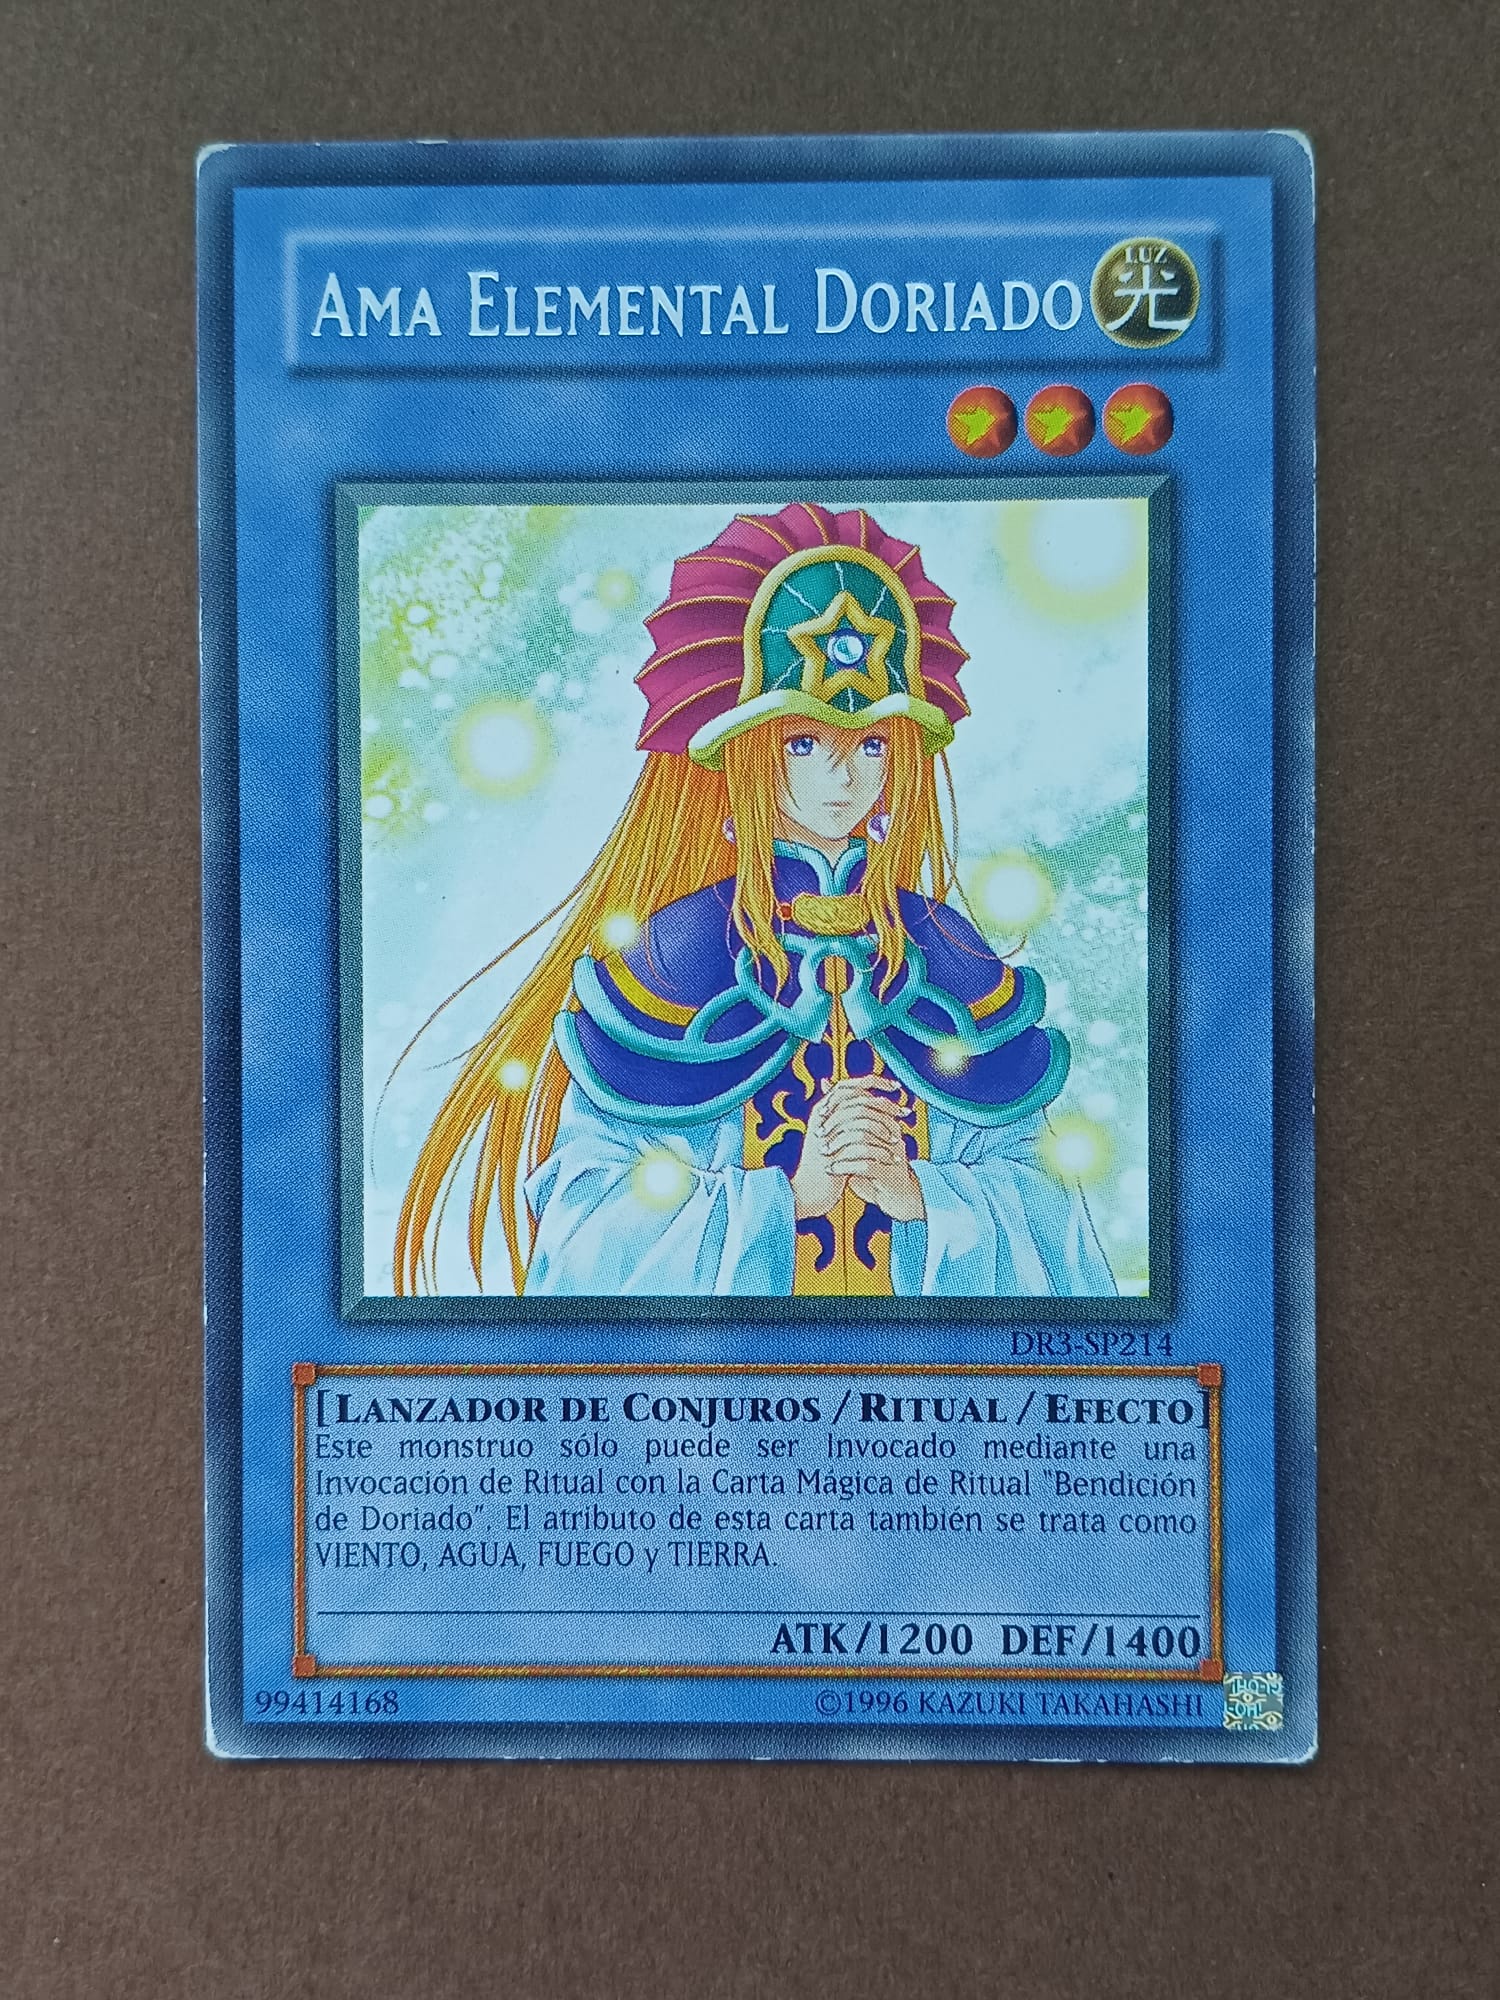 AMA ELEMENTAL DORIADO
LUZ
光
DR3-SP214
[LANZADOR DE CONJUROS / RITUAL / EFECTO]
Este monstruo sólo puede ser Invocado mediante una
Invocación de Ritual con la Carta Mágica de Ritual "Bendición
de Doriado". El atributo de esta carta también se trata como
VIENTO, AGUA, FUEGO y TIERRA.
ATK/1200 DEF/1400
99414168
©1996 KAZUKI TAKAHASHI